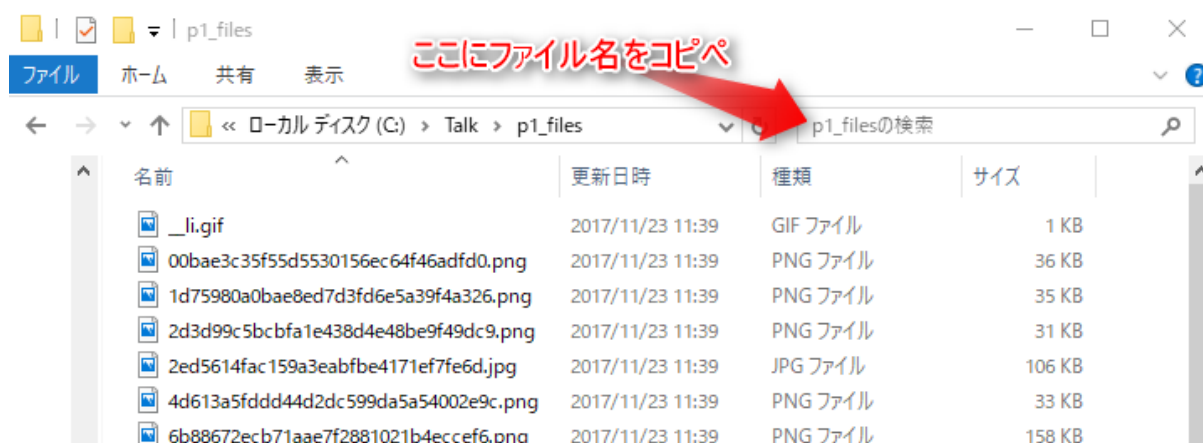 p1_files
ここにファイル名をコピペ
ファイル ホーム 共有 表示
« ローカル ディスク (C:) › Talk › p1_files p1_filesの検索
名前 更新日時 種類 サイズ
__li.gif 2017/11/23 11:39 GIF ファイル 1 KB
00bae3c35f55d5530156ec64f46adfd0.png 2017/11/23 11:39 PNG ファイル 36 KB
1d75980a0bae8ed7d3fd6e5a39f4a326.png 2017/11/23 11:39 PNG ファイル 35 KB
2d3d99c5bcbfa1e438d4e48be9f49dc9.png 2017/11/23 11:39 PNG ファイル 31 KB
2ed5614fac159a3eabfbe4171ef7fe6d.jpg 2017/11/23 11:39 JPG ファイル 106 KB
4d613a5fddd44d2dc599da5a54002e9c.png 2017/11/23 11:39 PNG ファイル 33 KB
6b88672ecb71aae7f2881021b4eccef6.png 2017/11/23 11:39 PNG ファイル 158 KB